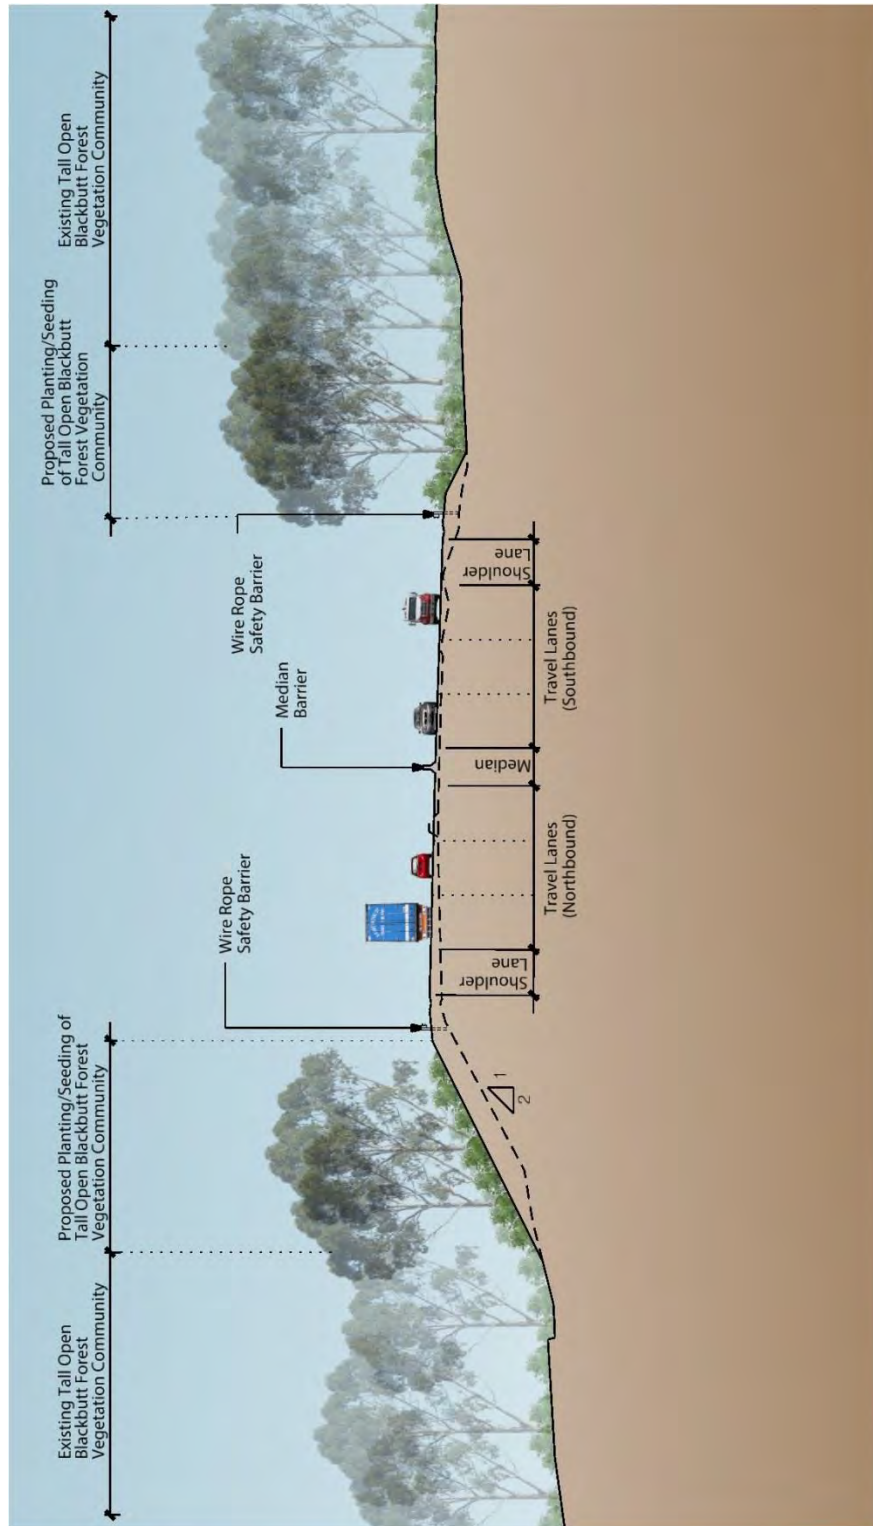 Existing Tall Open
Blackbutt Forest
Vegetation Community
Proposed Planting/Seeding of
Tall Open Blackbutt Forest
Vegetation Community
Wire Rope
Safety Barrier
Median
Barrier
Wire Rope
Safety Barrier
Proposed Planting/Seeding
of Tall Open Blackbutt
Forest Vegetation
Community
Existing Tall Open
Blackbutt Forest
Vegetation Community
2
1
Shoulder
Lane
Travel Lanes
(Northbound)
Median
Travel Lanes
(Southbound)
Shoulder
Lane